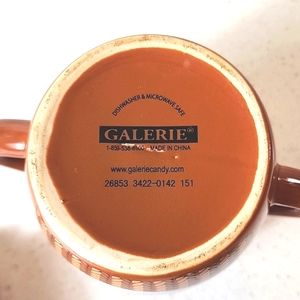 DISHWASHER & MICROWAVE SAFE
GALERIE®
MADE IN CHINA
www.galeriecandy.com
26853 3422-0142 151